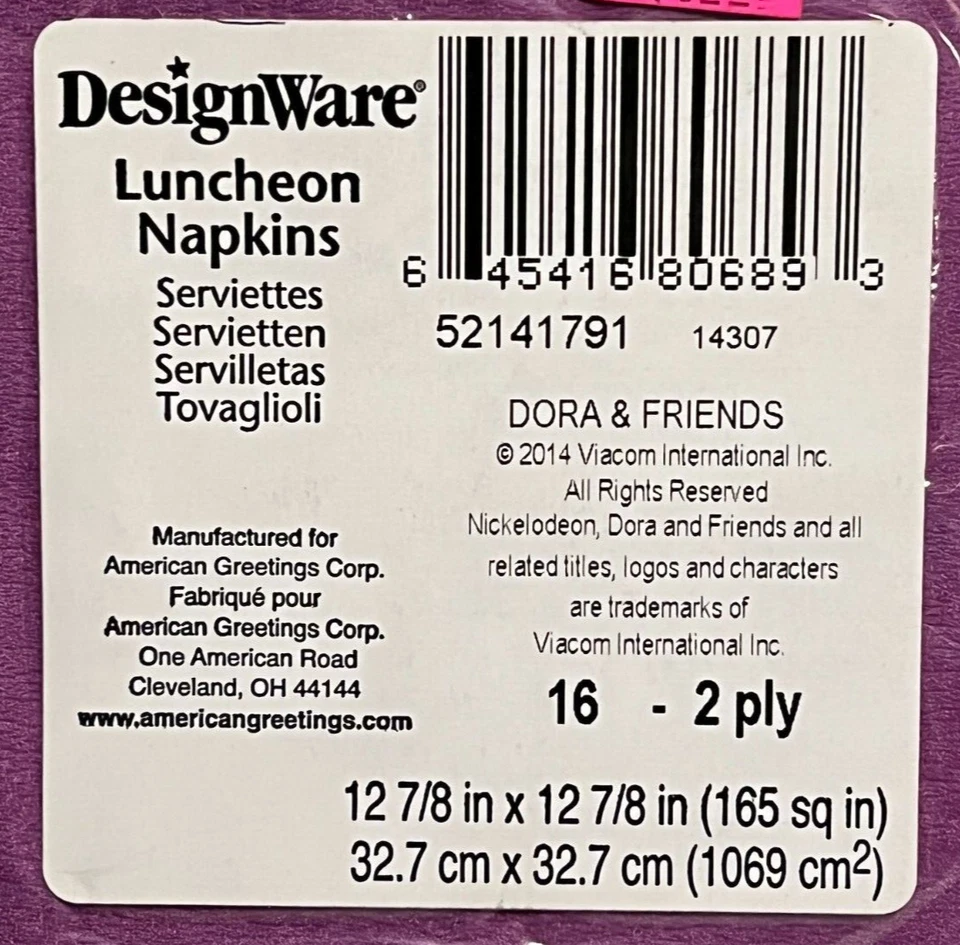 DesignWare®
Luncheon
Napkins
Serviettes
Servietten
Servilletas
Tovaglioli
Manufactured for
American Greetings Corp.
Fabriqué pour
American Greetings Corp.
One American Road
Cleveland, OH 44144
www.americangreetings.com
6 45416 80689 3
52141791 14307
DORA & FRIENDS
© 2014 Viacom International Inc.
All Rights Reserved
Nickelodeon, Dora and Friends and all
related titles, logos and characters
are trademarks of
Viacom International Inc.
16 - 2 ply
12 7/8 in x 12 7/8 in (165 sq in)
32.7 cm x 32.7 cm (1069 cm²)